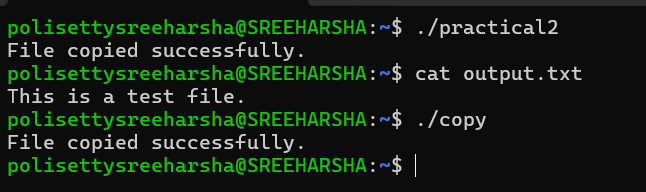 polisettysreeharsha@SREEHARSHA:~$ ./practical2
File copied successfully.
polisettysreeharsha@SREEHARSHA:~$ cat output.txt
This is a test file.
polisettysreeharsha@SREEHARSHA:~$ ./copy
File copied successfully.
polisettysreeharsha@SREEHARSHA:~$